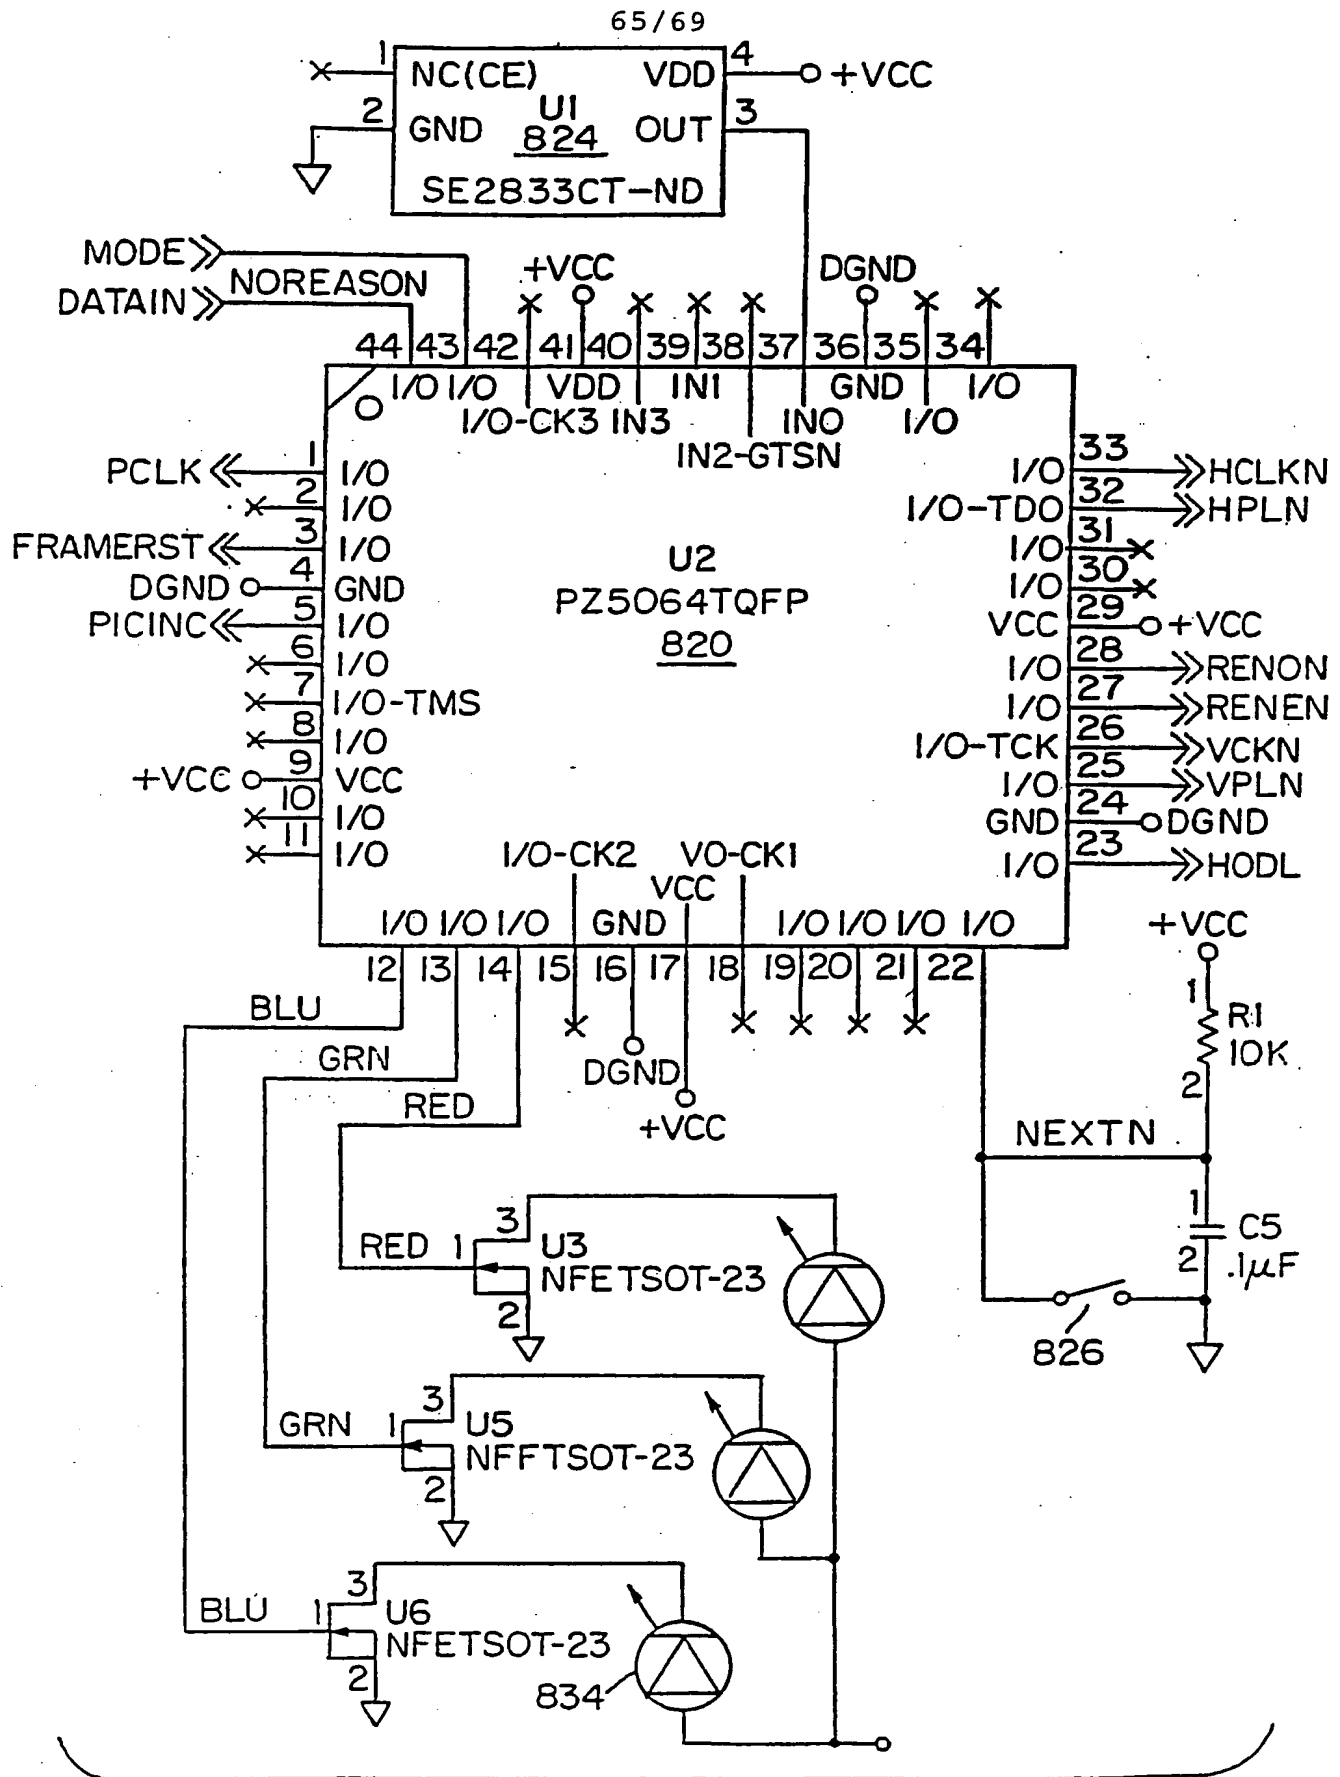 65/69
1 NC(CE) VDD 4 +VCC
2 GND U1 OUT 3
824
SE2833CT-ND
MODE
NOREASON
DATAIN
+VCC DGND
44 43 42 41 40 39 38 37 36 35 34
I/O I/O VDD IN1 GND I/O
I/O-CK3 IN3 IN0 I/O
IN2-GTSN
PCLK 1 I/O
2 I/O
FRAMERST 3 I/O
DGND 4 GND
PICINC 5 I/O
6 I/O
7 I/O-TMS
8 I/O
+VCC 9 VCC
10 I/O
11 I/O
U2
PZ5064TQFP
820
I/O 33 HCLKN
I/O-TDO 32 HPLN
I/O 31
I/O 30
VCC 29 +VCC
I/O 28 RENON
I/O 27 RENEN
I/O-TCK 26 VCKN
I/O 25 VPLN
GND 24 DGND
I/O 23 HODL
I/O-CK2 VO-CK1
VCC
I/O I/O I/O GND I/O I/O I/O I/O
12 13 14 15 16 17 18 19 20 21 22
+VCC
1
R1
10K
2
BLU
GRN
RED
DGND
+VCC
NEXTN
1
C5
2 .1µF
826
RED 1 3 U3
NFETSOT-23
2
GRN 1 3 U5
NFFTSOT-23
2
BLU 1 3 U6
NFETSOT-23
2
834